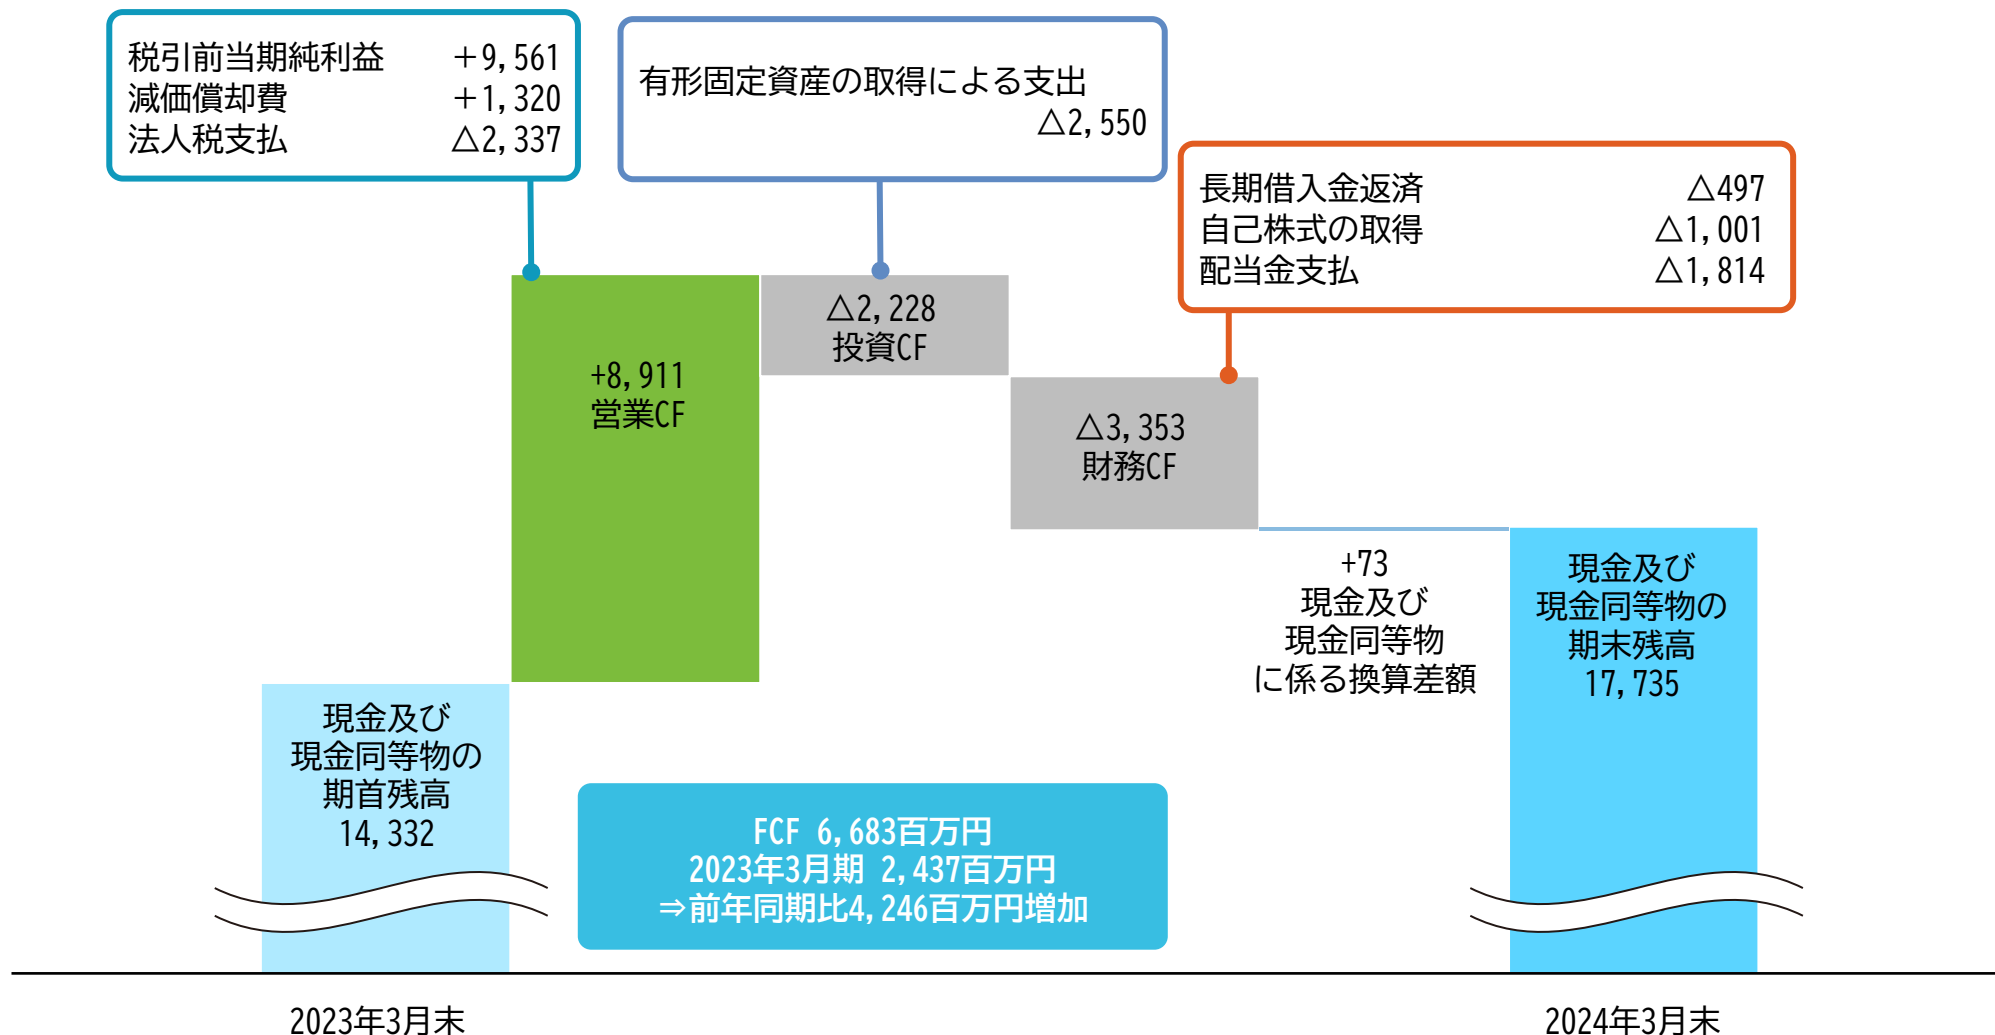 税引前当期純利益 +9,561
減価償却費 +1,320
法人税支払 △2,337
有形固定資産の取得による支出
△2,550
長期借入金返済 △497
自己株式の取得 △1,001
配当金支払 △1,814
+8,911
営業CF
△2,228
投資CF
△3,353
財務CF
+73
現金及び
現金同等物
に係る換算差額
現金及び
現金同等物の
期末残高
17,735
現金及び
現金同等物の
期首残高
14,332
FCF 6,683百万円
2023年3月期 2,437百万円
⇒前年同期比4,246百万円増加
2023年3月末
2024年3月末